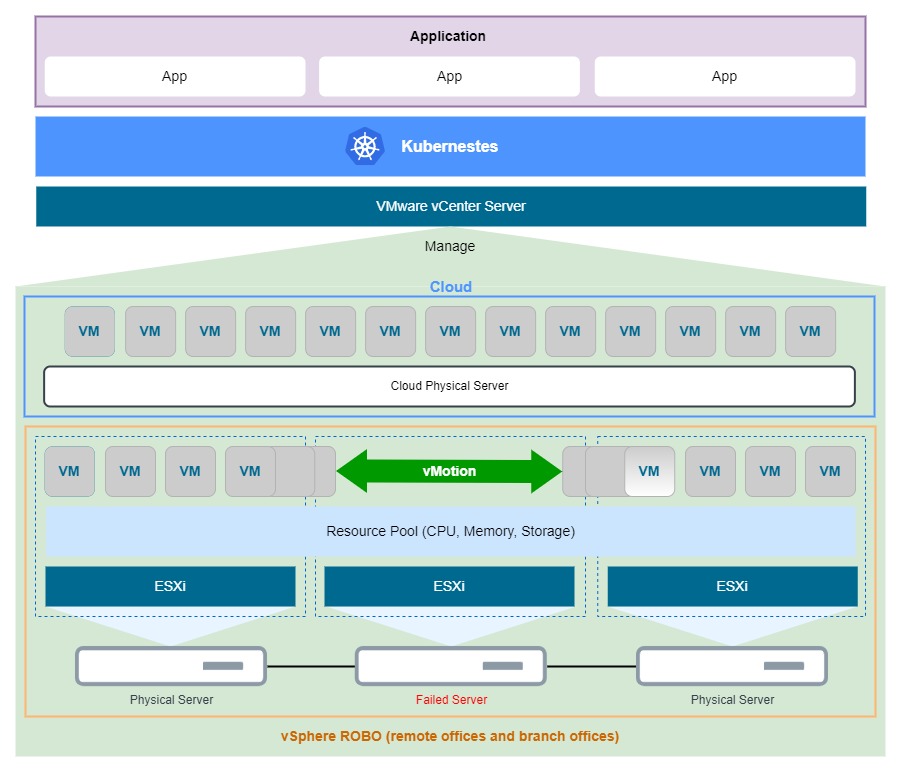 Application
App App App
Kubernestes
VMware vCenter Server
Manage
Cloud
VM VM VM VM VM VM VM VM VM VM VM VM VM
Cloud Physical Server
VM VM VM VM vMotion VM VM VM VM
Resource Pool (CPU, Memory, Storage)
ESXi ESXi ESXi
Physical Server Failed Server Physical Server
vSphere ROBO (remote offices and branch offices)